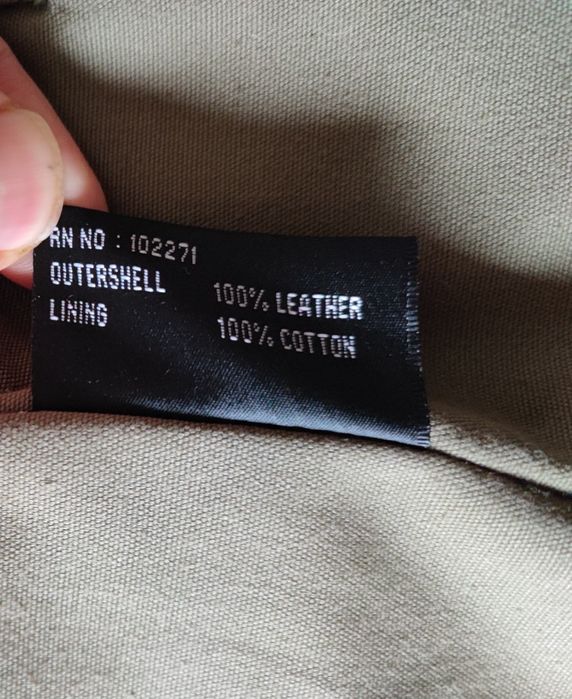 RN NO : 102271
OUTERSHELL 100% LEATHER
LINING 100% COTTON